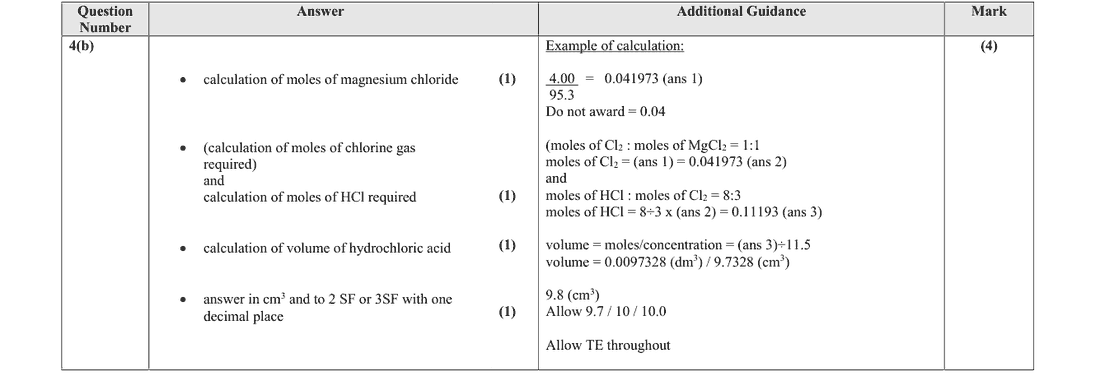 Question Number
Answer
Additional Guidance
Mark
4(b)
Example of calculation:
(4)
• calculation of moles of magnesium chloride (1)
4.00 = 0.041973 (ans 1)
95.3
Do not award = 0.04
• (calculation of moles of chlorine gas
required)
and
calculation of moles of HCl required (1)
(moles of Cl₂ : moles of MgCl₂ = 1:1
moles of Cl₂ = (ans 1) = 0.041973 (ans 2)
and
moles of HCl : moles of Cl₂ = 8:3
moles of HCl = 8÷3 x (ans 2) = 0.11193 (ans 3)
• calculation of volume of hydrochloric acid (1)
volume = moles/concentration = (ans 3)÷11.5
volume = 0.0097328 (dm³) / 9.7328 (cm³)
• answer in cm³ and to 2 SF or 3SF with one
decimal place (1)
9.8 (cm³)
Allow 9.7 / 10 / 10.0
Allow TE throughout